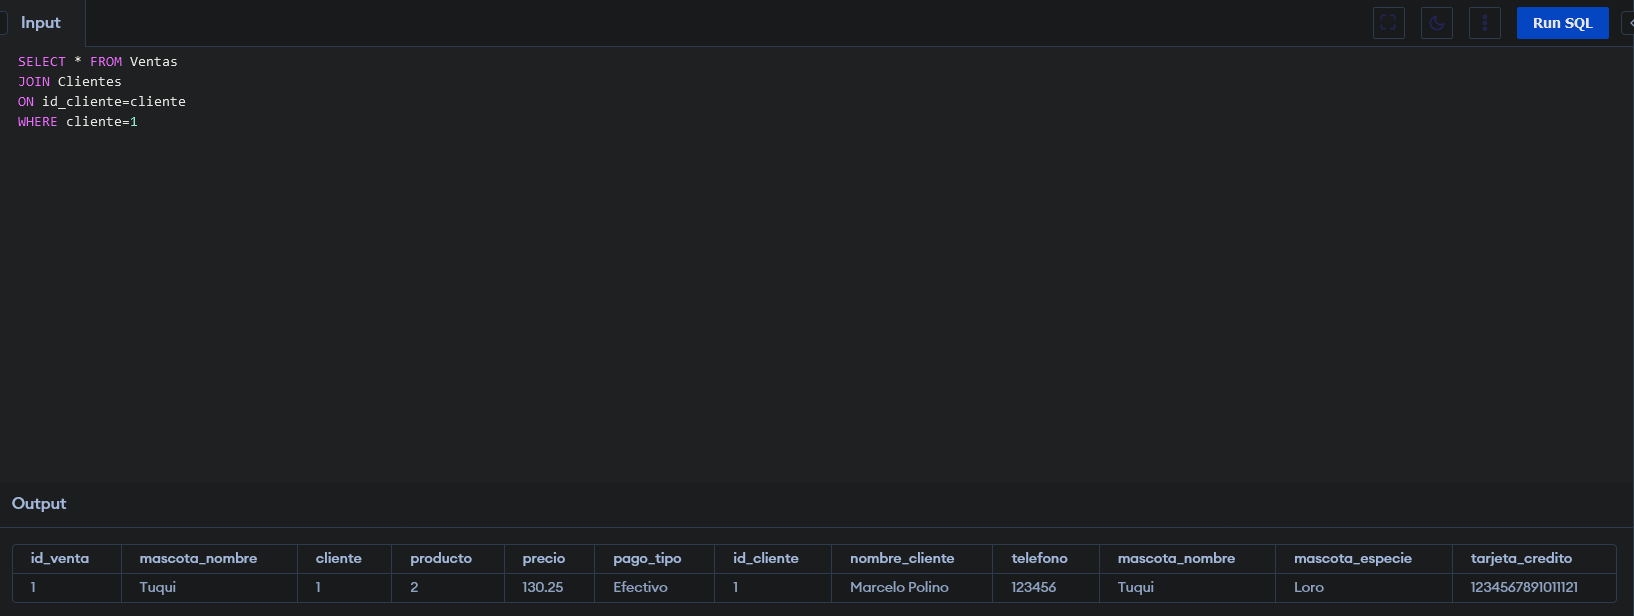 Input
Run SQL
SELECT * FROM Ventas
JOIN Clientes
ON id_cliente=cliente
WHERE cliente=1
Output
id_venta mascota_nombre cliente producto precio pago_tipo id_cliente nombre_cliente telefono mascota_nombre mascota_especie tarjeta_credito
1 Tuqui 1 2 130.25 Efectivo 1 Marcelo Polino 123456 Tuqui Loro 1234567891011121